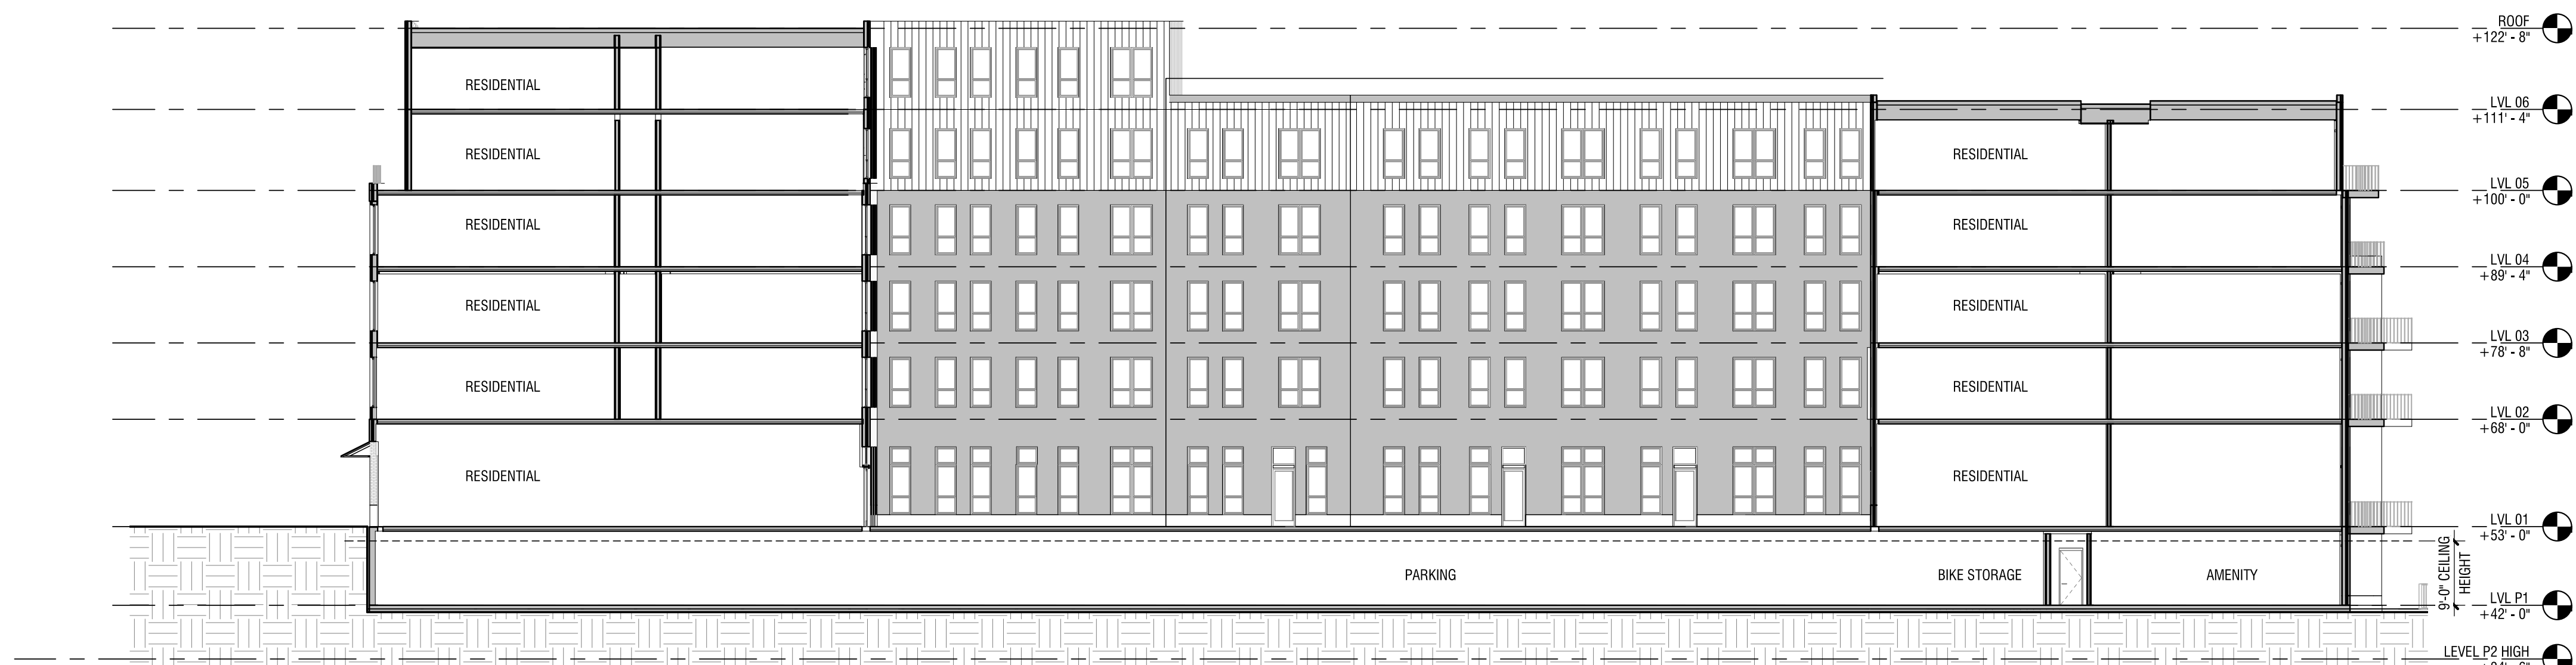 ROOF
+122' - 8"
RESIDENTIAL
LVL 06
+111' - 4"
RESIDENTIAL
RESIDENTIAL
LVL 05
+100' - 0"
RESIDENTIAL
RESIDENTIAL
LVL 04
+89' - 4"
RESIDENTIAL
RESIDENTIAL
LVL 03
+78' - 8"
RESIDENTIAL
RESIDENTIAL
LVL 02
+68' - 0"
RESIDENTIAL
RESIDENTIAL
LVL 01
+53' - 0"
PARKING
BIKE STORAGE
AMENITY
9'-0" CEILING
HEIGHT
LVL P1
+42' - 0"
LEVEL P2 HIGH